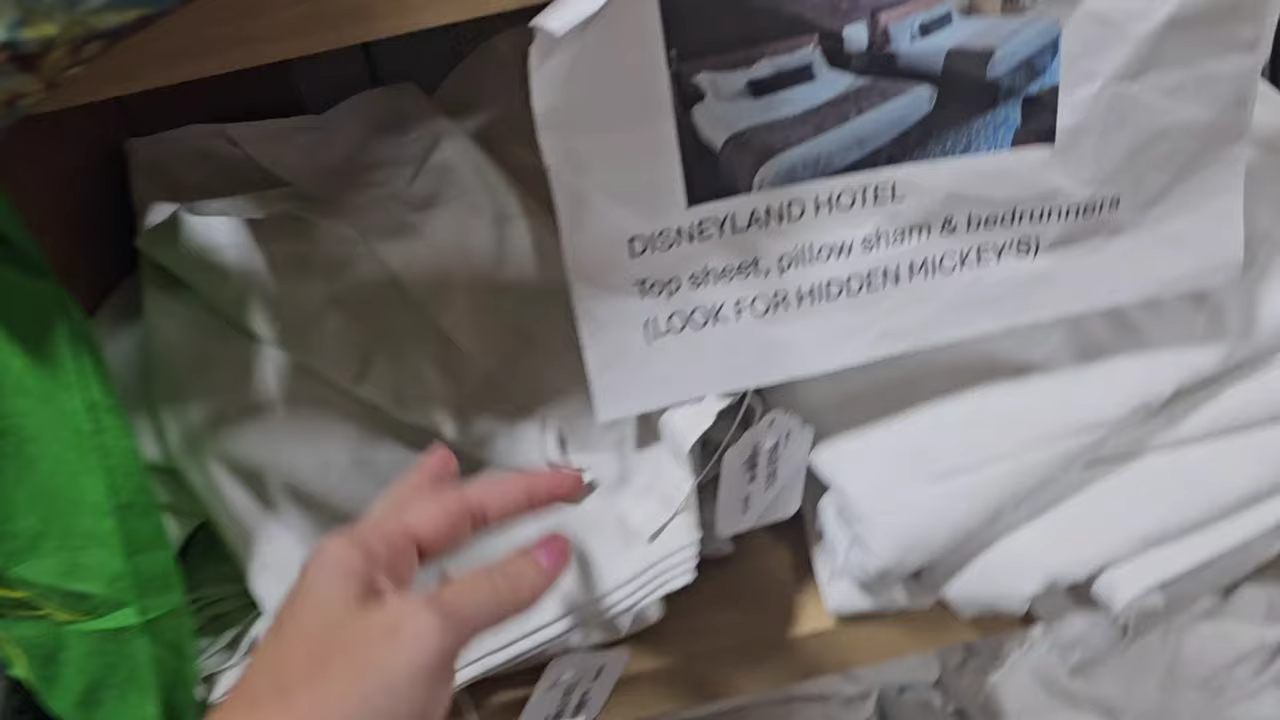 DISNEYLAND HOTEL
Top sheet, pillow sham & bedrunners
(LOOK FOR HIDDEN MICKEY'S)